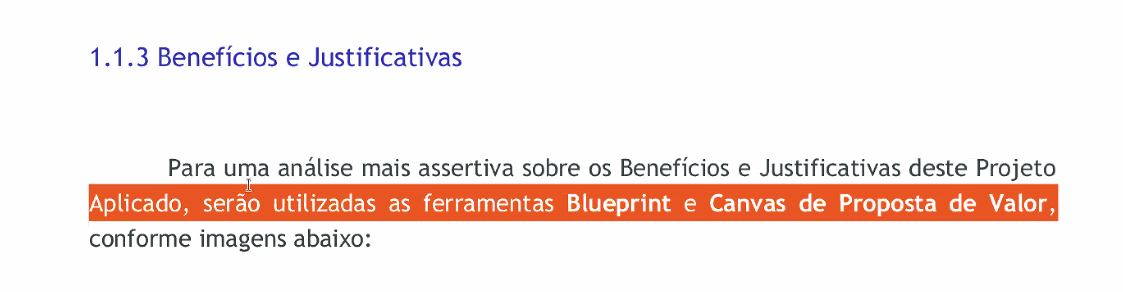 1.1.3 Benefícios e Justificativas
Para uma análise mais assertiva sobre os Benefícios e Justificativas deste Projeto
Aplicado, serão utilizadas as ferramentas Blueprint e Canvas de Proposta de Valor,
conforme imagens abaixo: